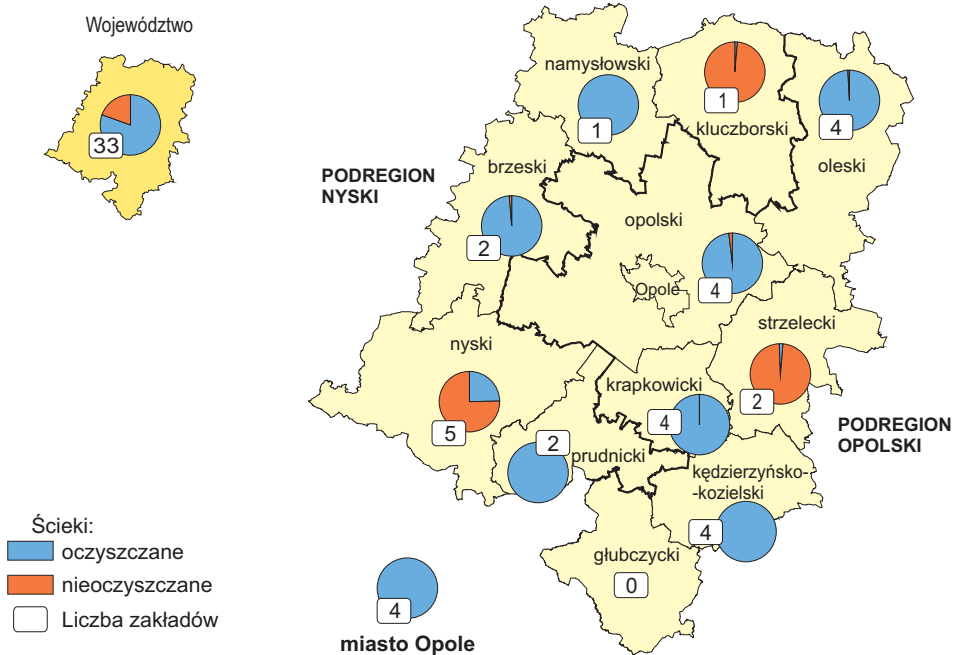 Województwo
33
namysłowski
1
1
kluczborski
4
oleski
PODREGION
NYSKI
brzeski
2
opolski
Opole
4
strzelecki
2
nyski
5
krapkowicki
4
PODREGION
OPOLSKI
2
prudnicki
kędzierzyńsko-
-kozielski
4
głubczycki
0
Ścieki:
oczyszczane
nieoczyszczane
Liczba zakładów
4
miasto Opole